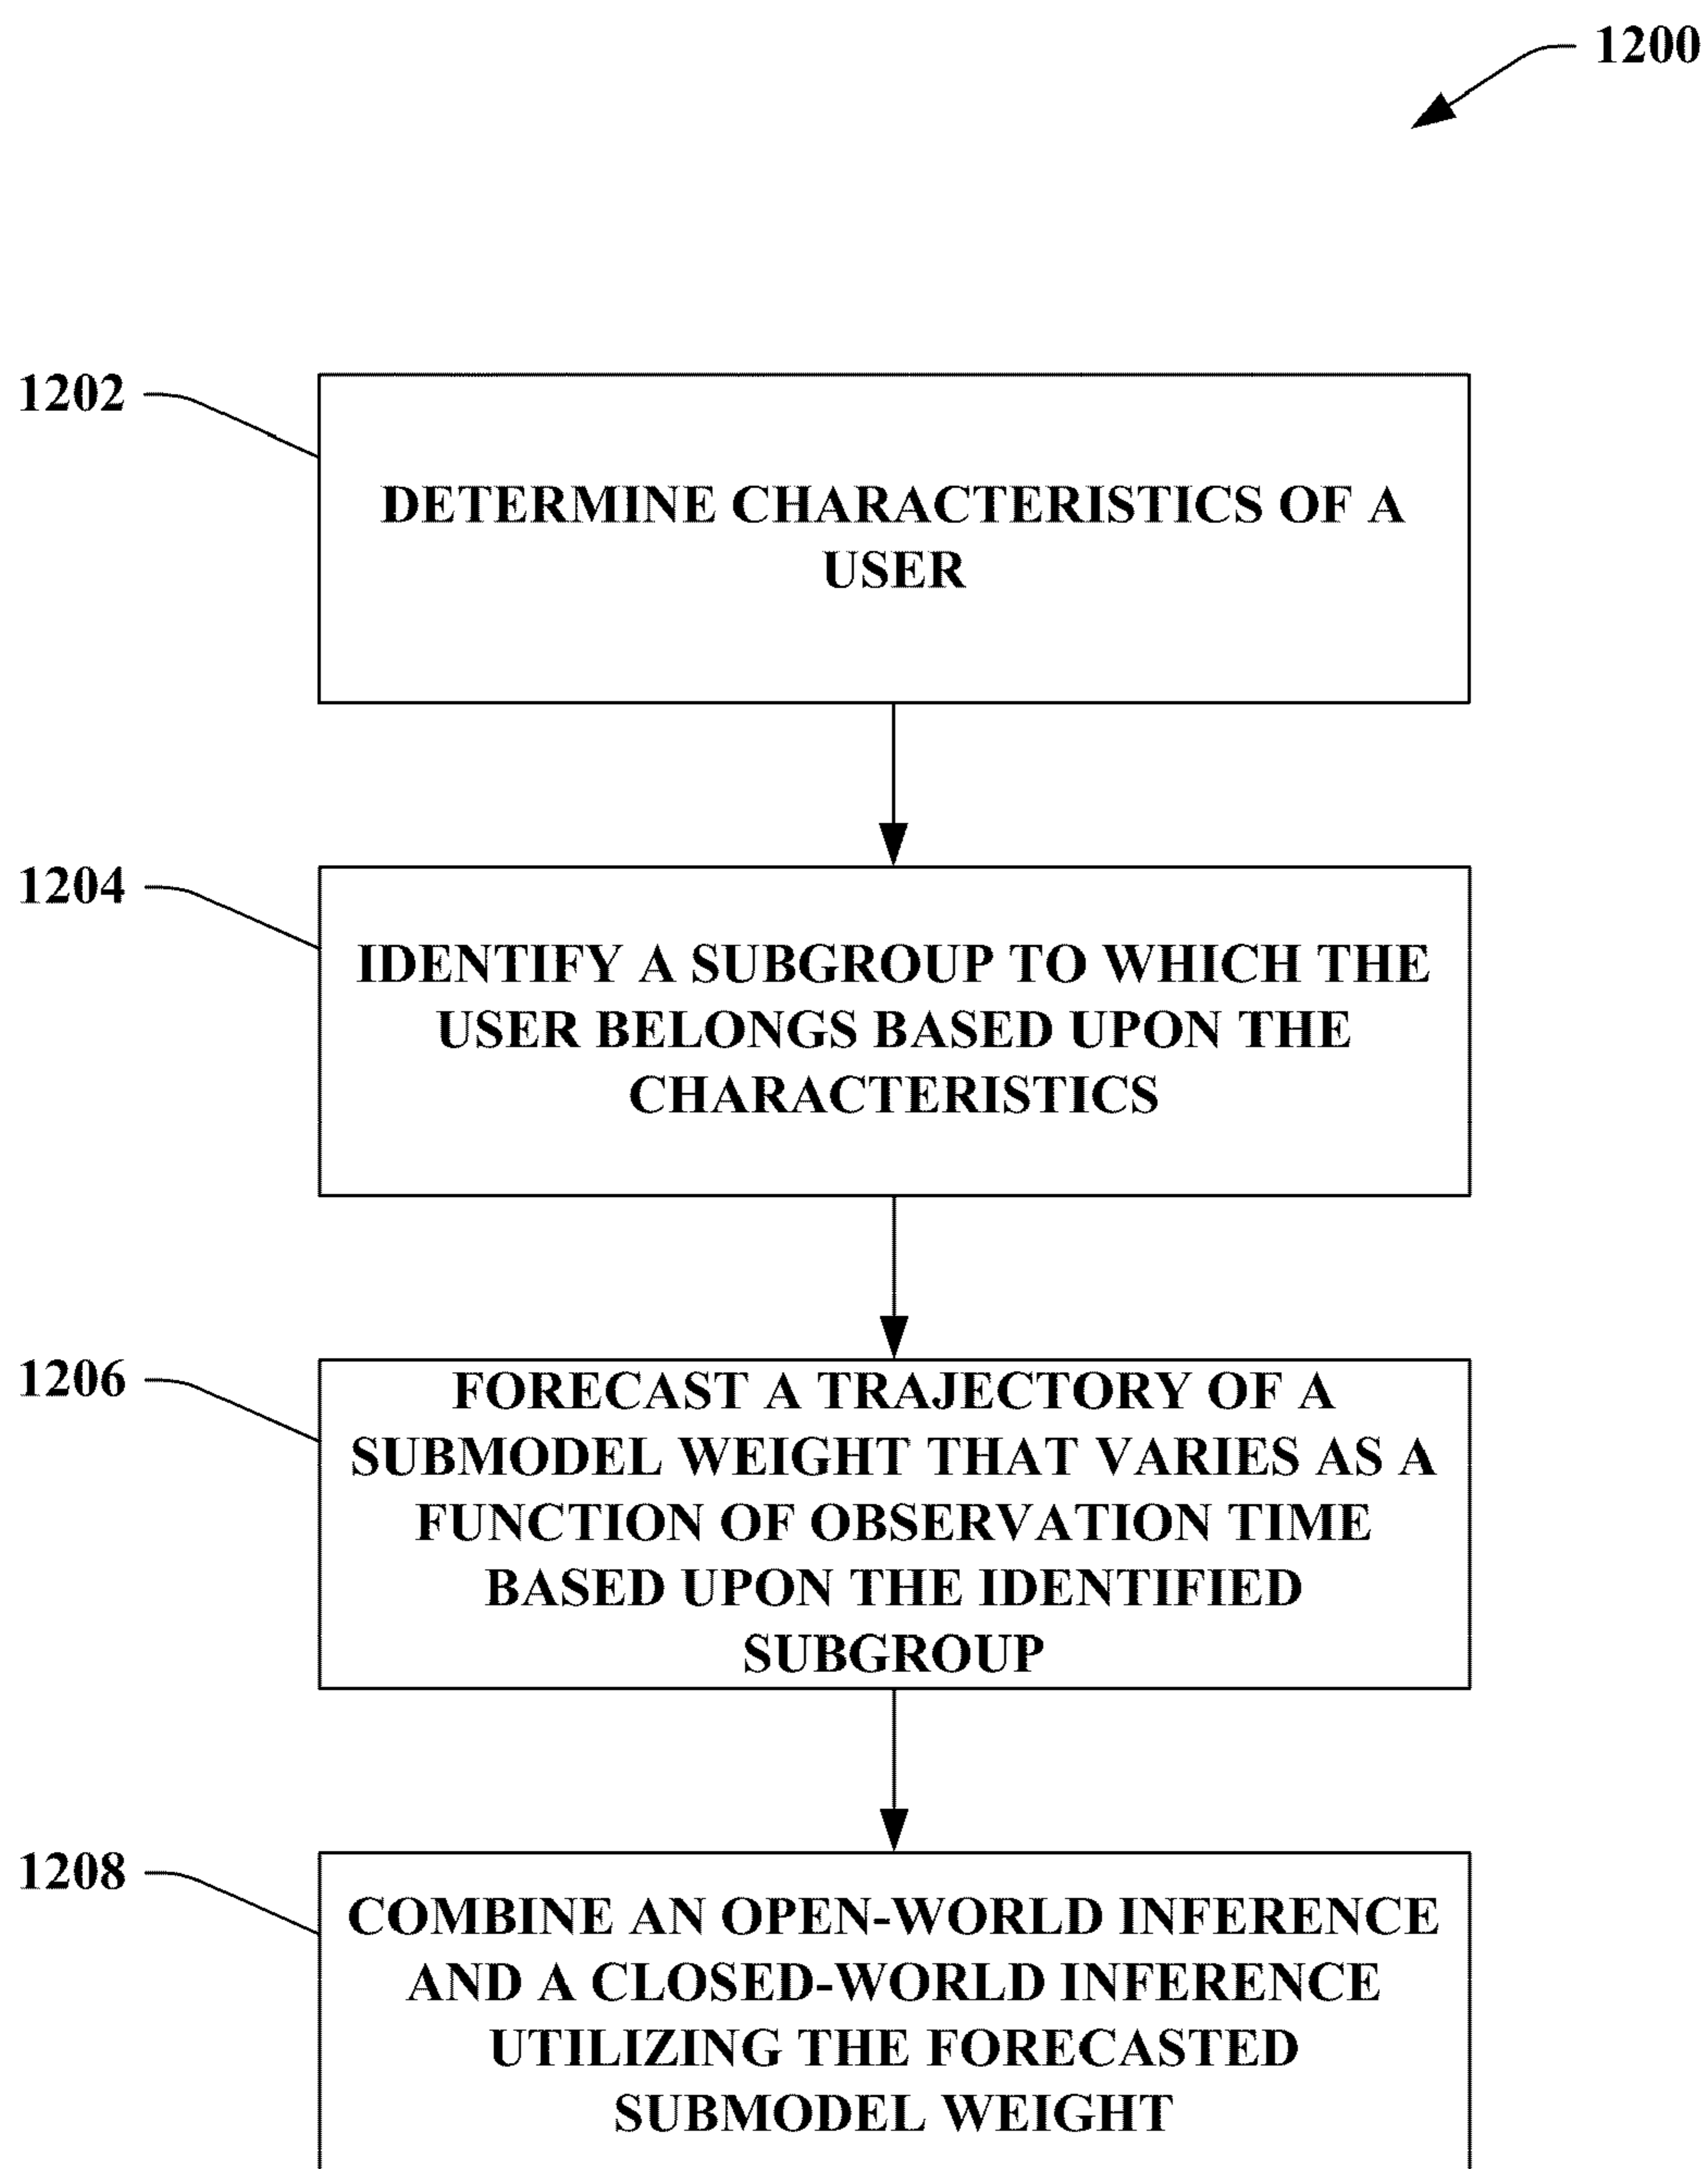 1200
1202
DETERMINE CHARACTERISTICS OF A
USER
1204
IDENTIFY A SUBGROUP TO WHICH THE
USER BELONGS BASED UPON THE
CHARACTERISTICS
1206
FORECAST A TRAJECTORY OF A
SUBMODEL WEIGHT THAT VARIES AS A
FUNCTION OF OBSERVATION TIME
BASED UPON THE IDENTIFIED
SUBGROUP
1208
COMBINE AN OPEN-WORLD INFERENCE
AND A CLOSED-WORLD INFERENCE
UTILIZING THE FORECASTED
SUBMODEL WEIGHT